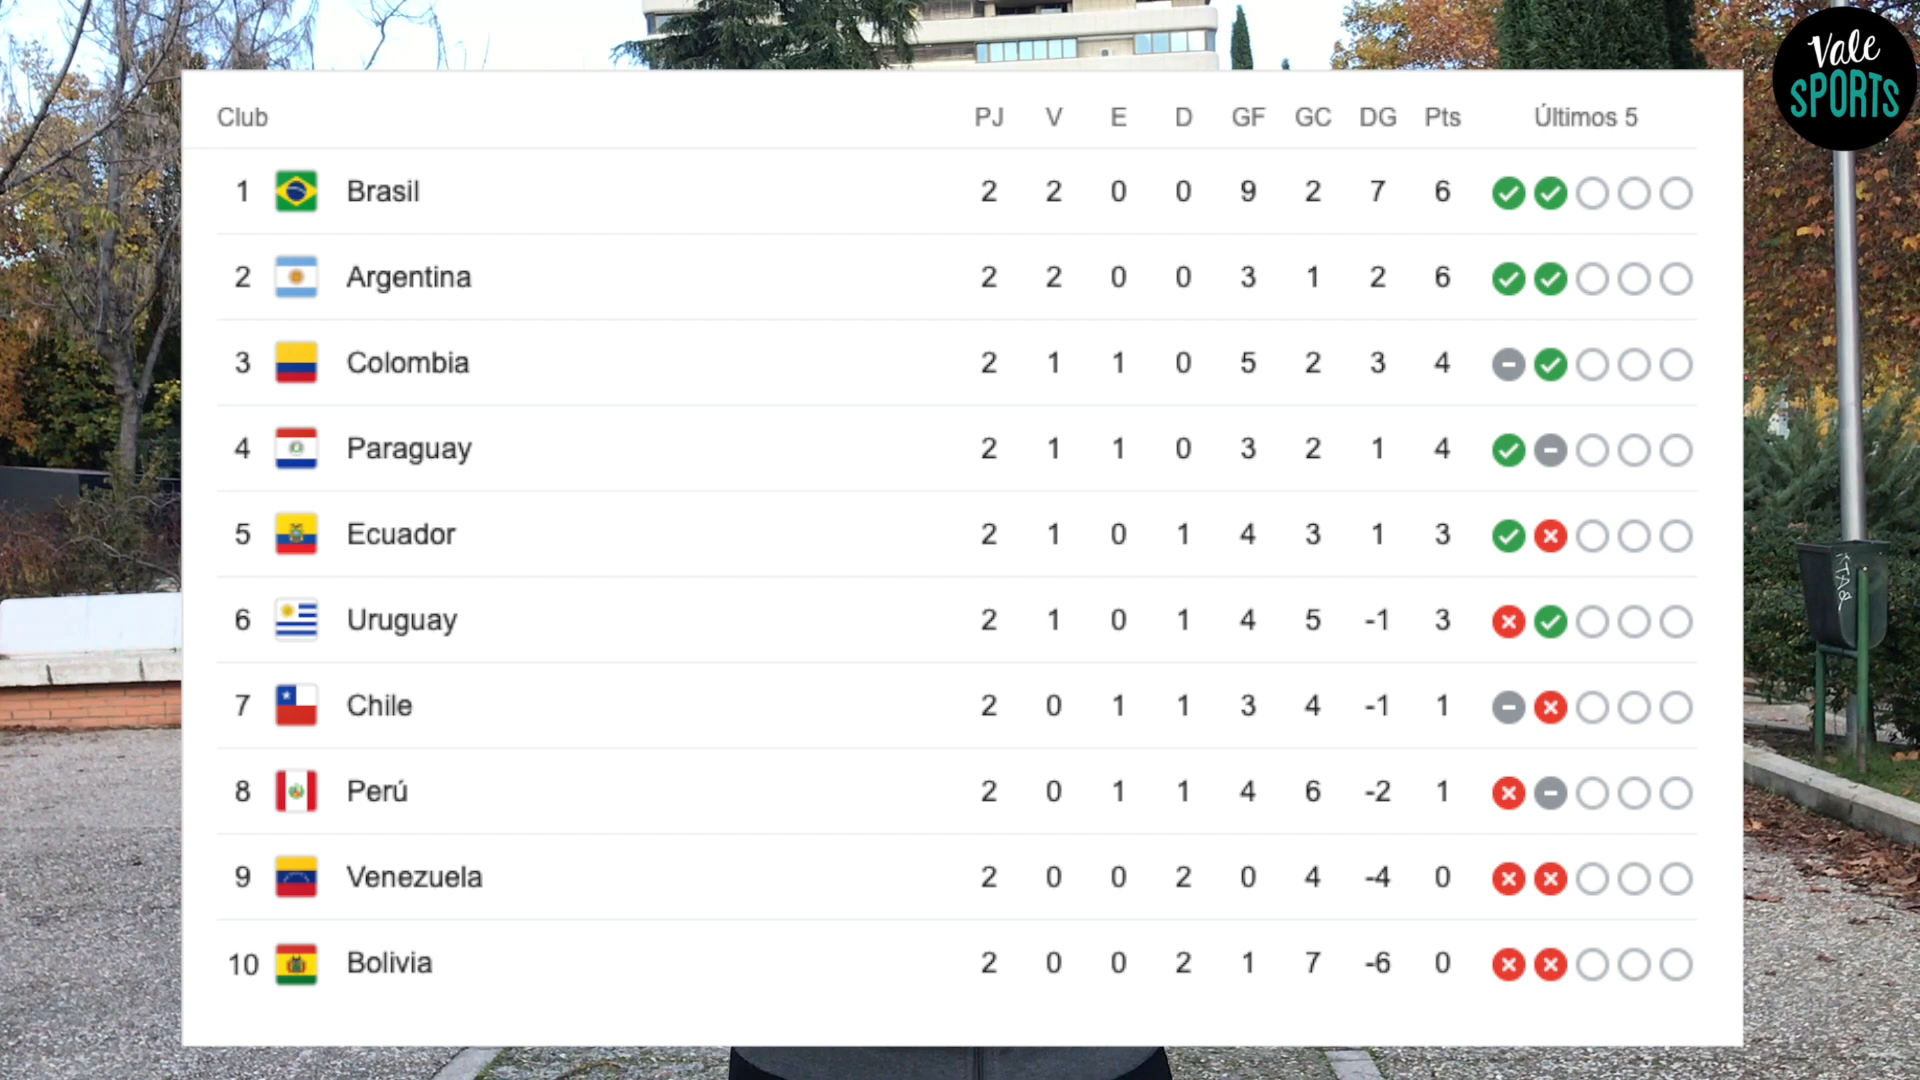 Vale
SPORTS
Club PJ V E D GF GC DG Pts Últimos 5
1 Brasil 2 2 0 0 9 2 7 6
2 Argentina 2 2 0 0 3 1 2 6
3 Colombia 2 1 1 0 5 2 3 4
4 Paraguay 2 1 1 0 3 2 1 4
5 Ecuador 2 1 0 1 4 3 1 3
6 Uruguay 2 1 0 1 4 5 -1 3
7 Chile 2 0 1 1 3 4 -1 1
8 Perú 2 0 1 1 4 6 -2 1
9 Venezuela 2 0 0 2 0 4 -4 0
10 Bolivia 2 0 0 2 1 7 -6 0